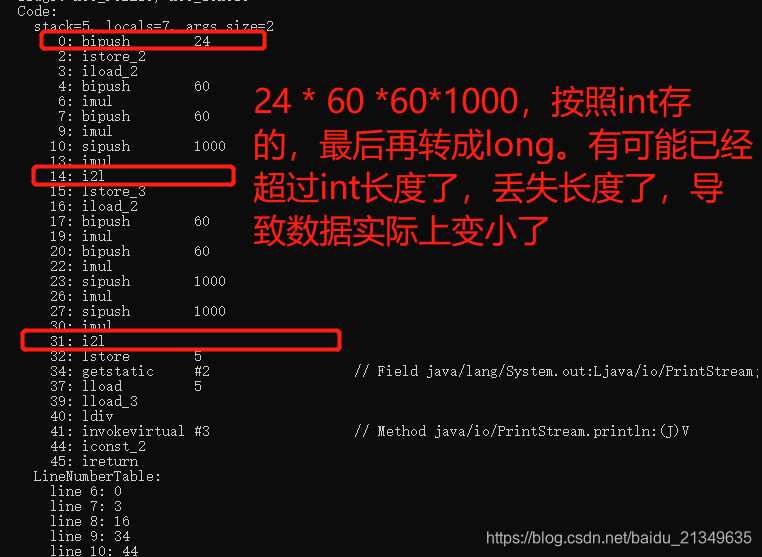 Code:
stack=5, locals=7, args_size=2
0: bipush 24
2: istore_2
3: iload_2
4: bipush 60
6: imul
7: bipush 60
9: imul
10: sipush 1000
13: imul
14: i2l
15: lstore_3
16: iload_2
17: bipush 60
19: imul
20: bipush 60
22: imul
23: sipush 1000
26: imul
27: sipush 1000
30: imul
31: i2l
32: lstore 5
34: getstatic #2 // Field java/lang/System.out:Ljava/io/PrintStream;
37: lload 5
39: lload_3
40: ldiv
41: invokevirtual #3 // Method java/io/PrintStream.println:(J)V
44: iconst_2
45: ireturn
LineNumberTable:
line 6: 0
line 7: 3
line 8: 16
line 9: 34
line 10: 44
24 * 60 *60*1000，按照int存
的，最后再转成long。有可能已经
超过int长度了，丢失长度了，导
致数据实际上变小了
https://blog.csdn.net/baidu_21349635